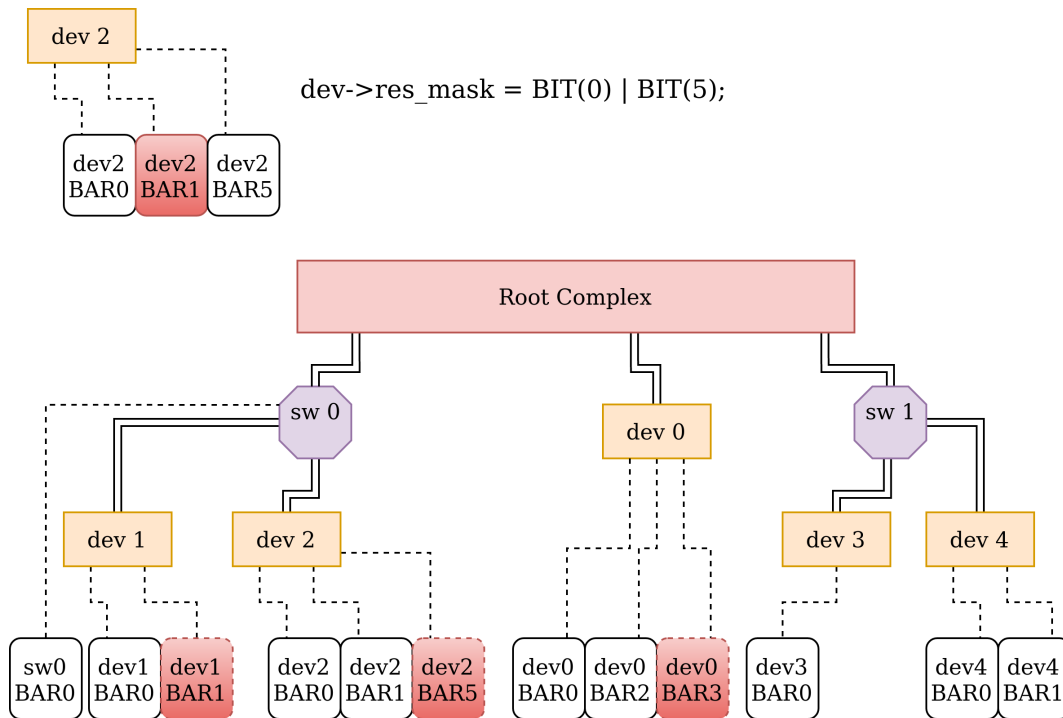 dev 2
dev->res_mask = BIT(0) | BIT(5);
dev2
BAR0
dev2
BAR1
dev2
BAR5
Root Complex
sw 0
dev 0
sw 1
dev 1
dev 2
dev 3
dev 4
sw0
BAR0
dev1
BAR0
dev1
BAR1
dev2
BAR0
dev2
BAR1
dev2
BAR5
dev0
BAR0
dev0
BAR2
dev0
BAR3
dev3
BAR0
dev4
BAR0
dev4
BAR1